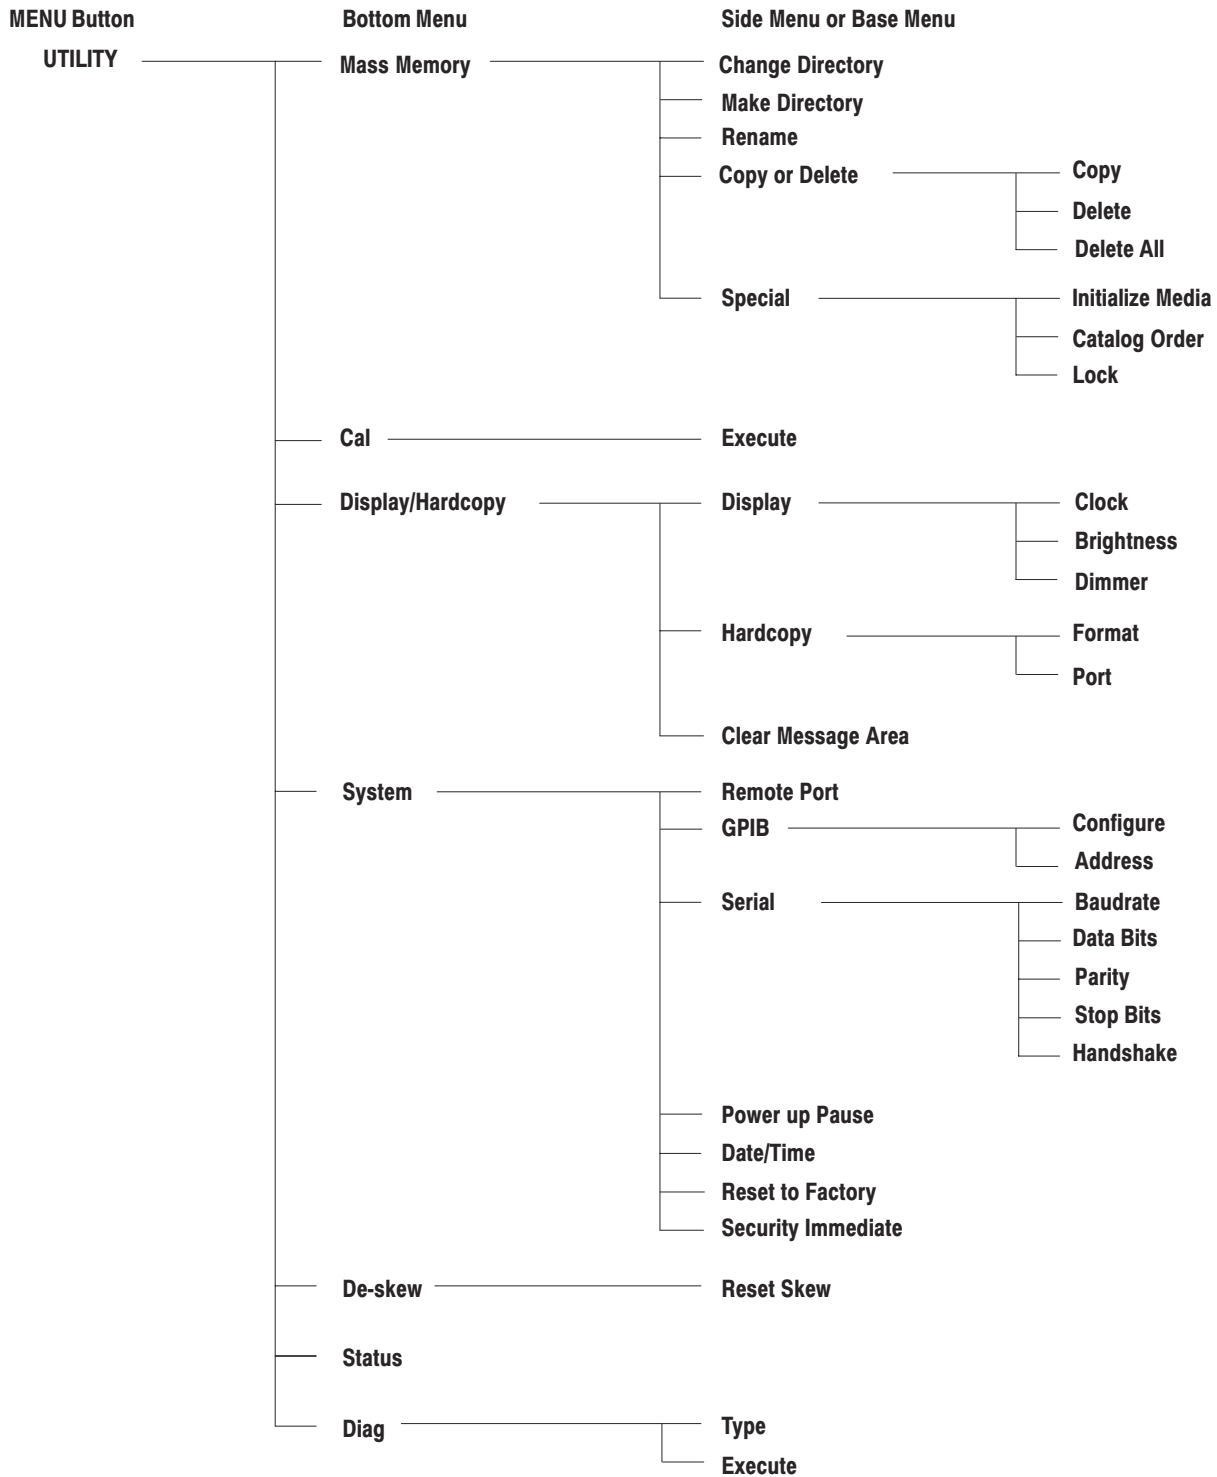 MENU Button Bottom Menu Side Menu or Base Menu
UTILITY Mass Memory Change Directory
Make Directory
Rename
Copy or Delete Copy
Delete
Delete All
Special Initialize Media
Catalog Order
Lock
Cal Execute
Display/Hardcopy Display Clock
Brightness
Dimmer
Hardcopy Format
Port
Clear Message Area
System Remote Port
GPIB Configure
Address
Serial Baudrate
Data Bits
Parity
Stop Bits
Handshake
Power up Pause
Date/Time
Reset to Factory
Security Immediate
De-skew Reset Skew
Status
Diag Type
Execute